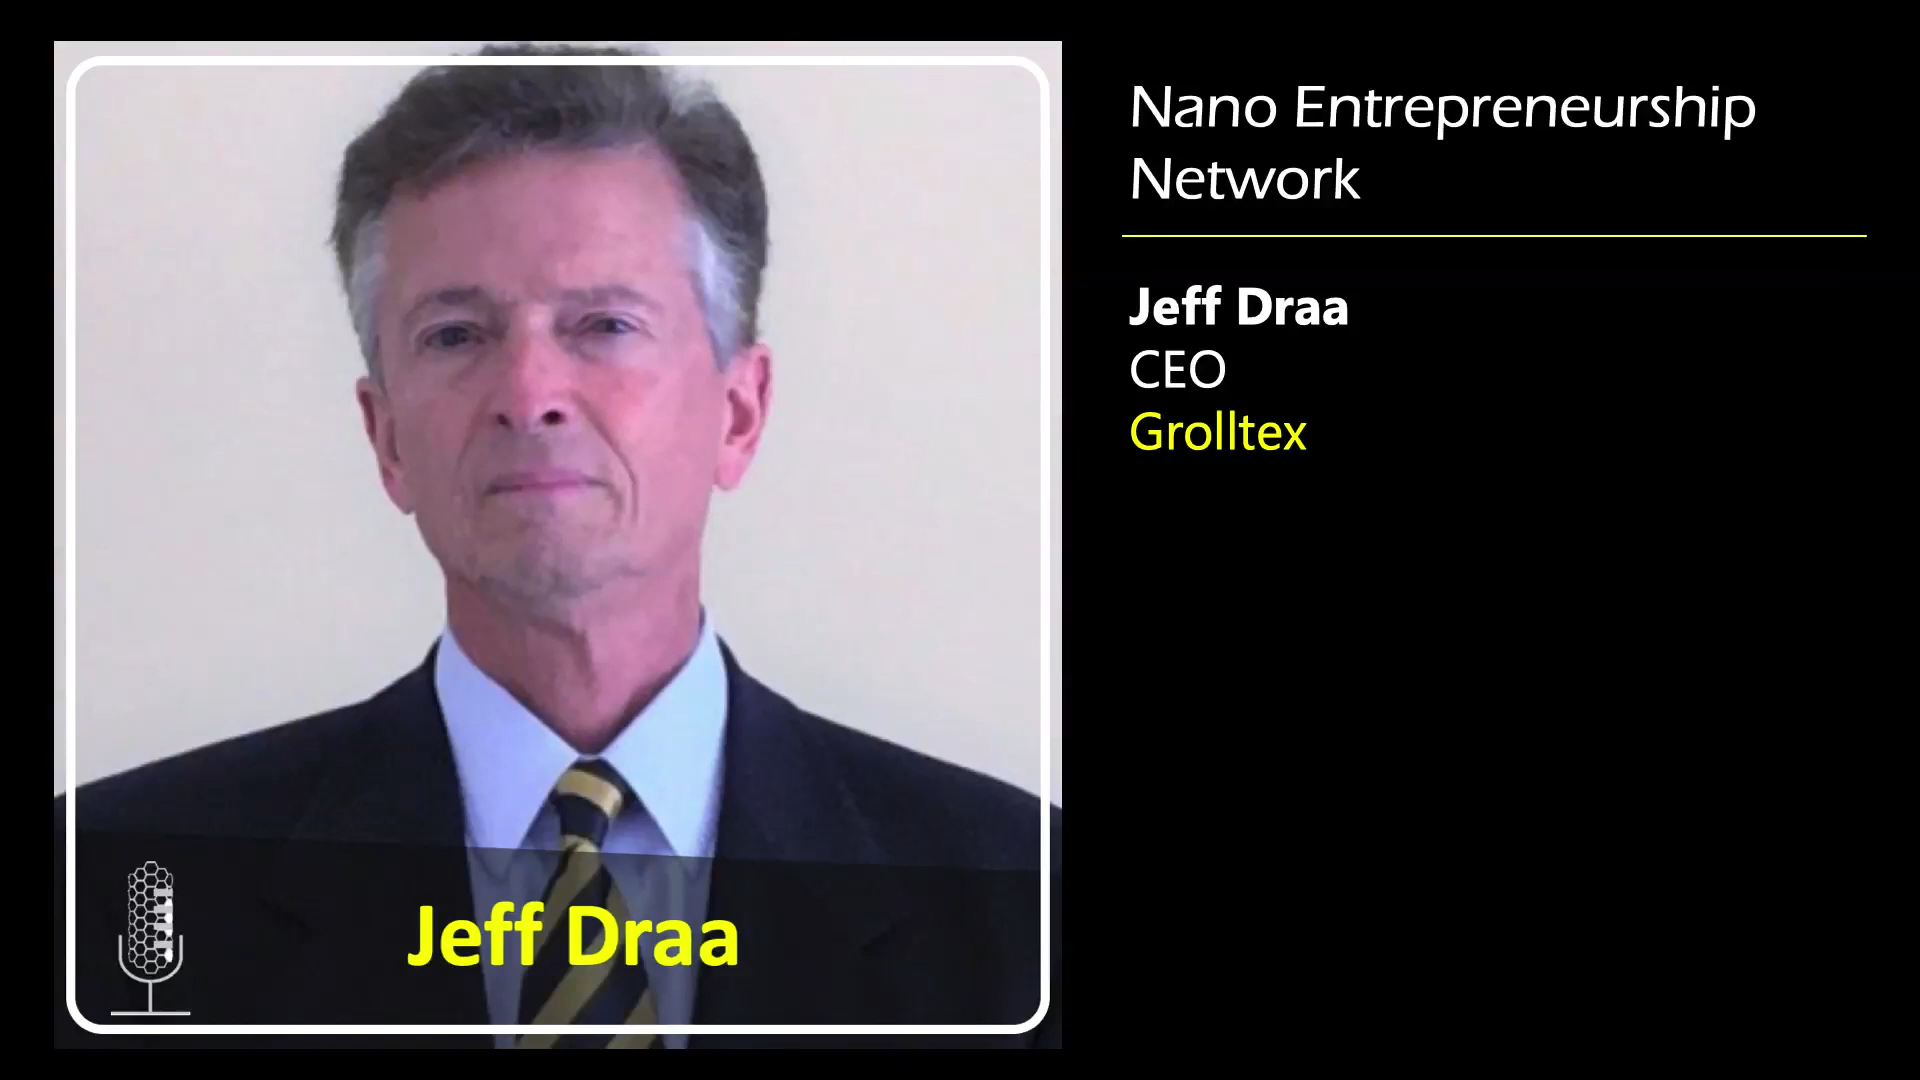 Nano Entrepreneurship
Network
Jeff Draa
CEO
Grolltex
Jeff Draa